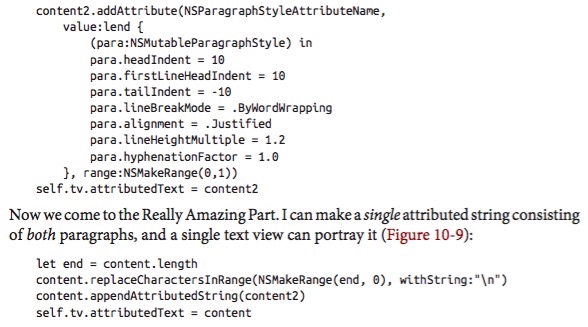 content2.addAttribute(NSParagraphStyleAttributeName,
    value:lend {
        (para:NSMutableParagraphStyle) in
        para.headIndent = 10
        para.firstLineHeadIndent = 10
        para.tailIndent = -10
        para.lineBreakMode = .ByWordWrapping
        para.alignment = .Justified
        para.lineHeightMultiple = 1.2
        para.hyphenationFactor = 1.0
    }, range:NSMakeRange(0,1))
self.tv.attributedText = content2
Now we come to the Really Amazing Part. I can make a single attributed string consisting
of both paragraphs, and a single text view can portray it (Figure 10-9):
let end = content.length
content.replaceCharactersInRange(NSMakeRange(end, 0), withString:"\n")
content.appendAttributedString(content2)
self.tv.attributedText = content